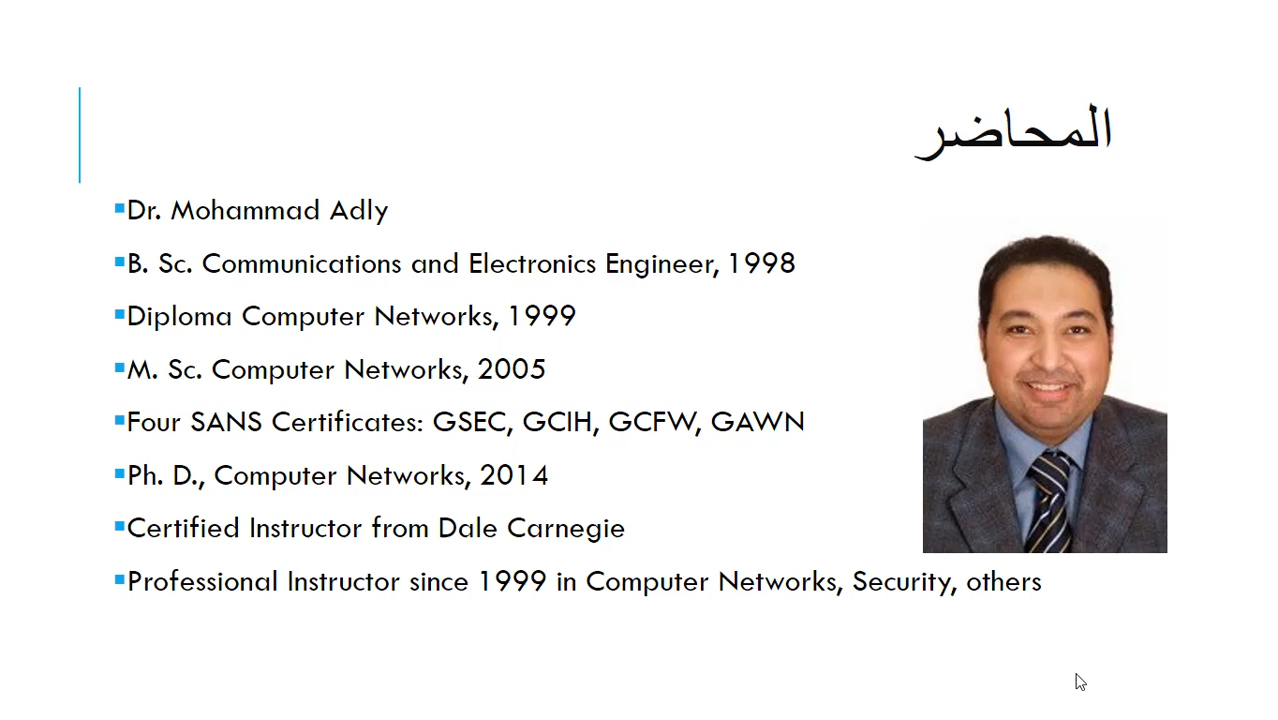 المحاضر
Dr. Mohammad Adly
B. Sc. Communications and Electronics Engineer, 1998
Diploma Computer Networks, 1999
M. Sc. Computer Networks, 2005
Four SANS Certificates: GSEC, GCIH, GCFW, GAWN
Ph. D., Computer Networks, 2014
Certified Instructor from Dale Carnegie
Professional Instructor since 1999 in Computer Networks, Security, others